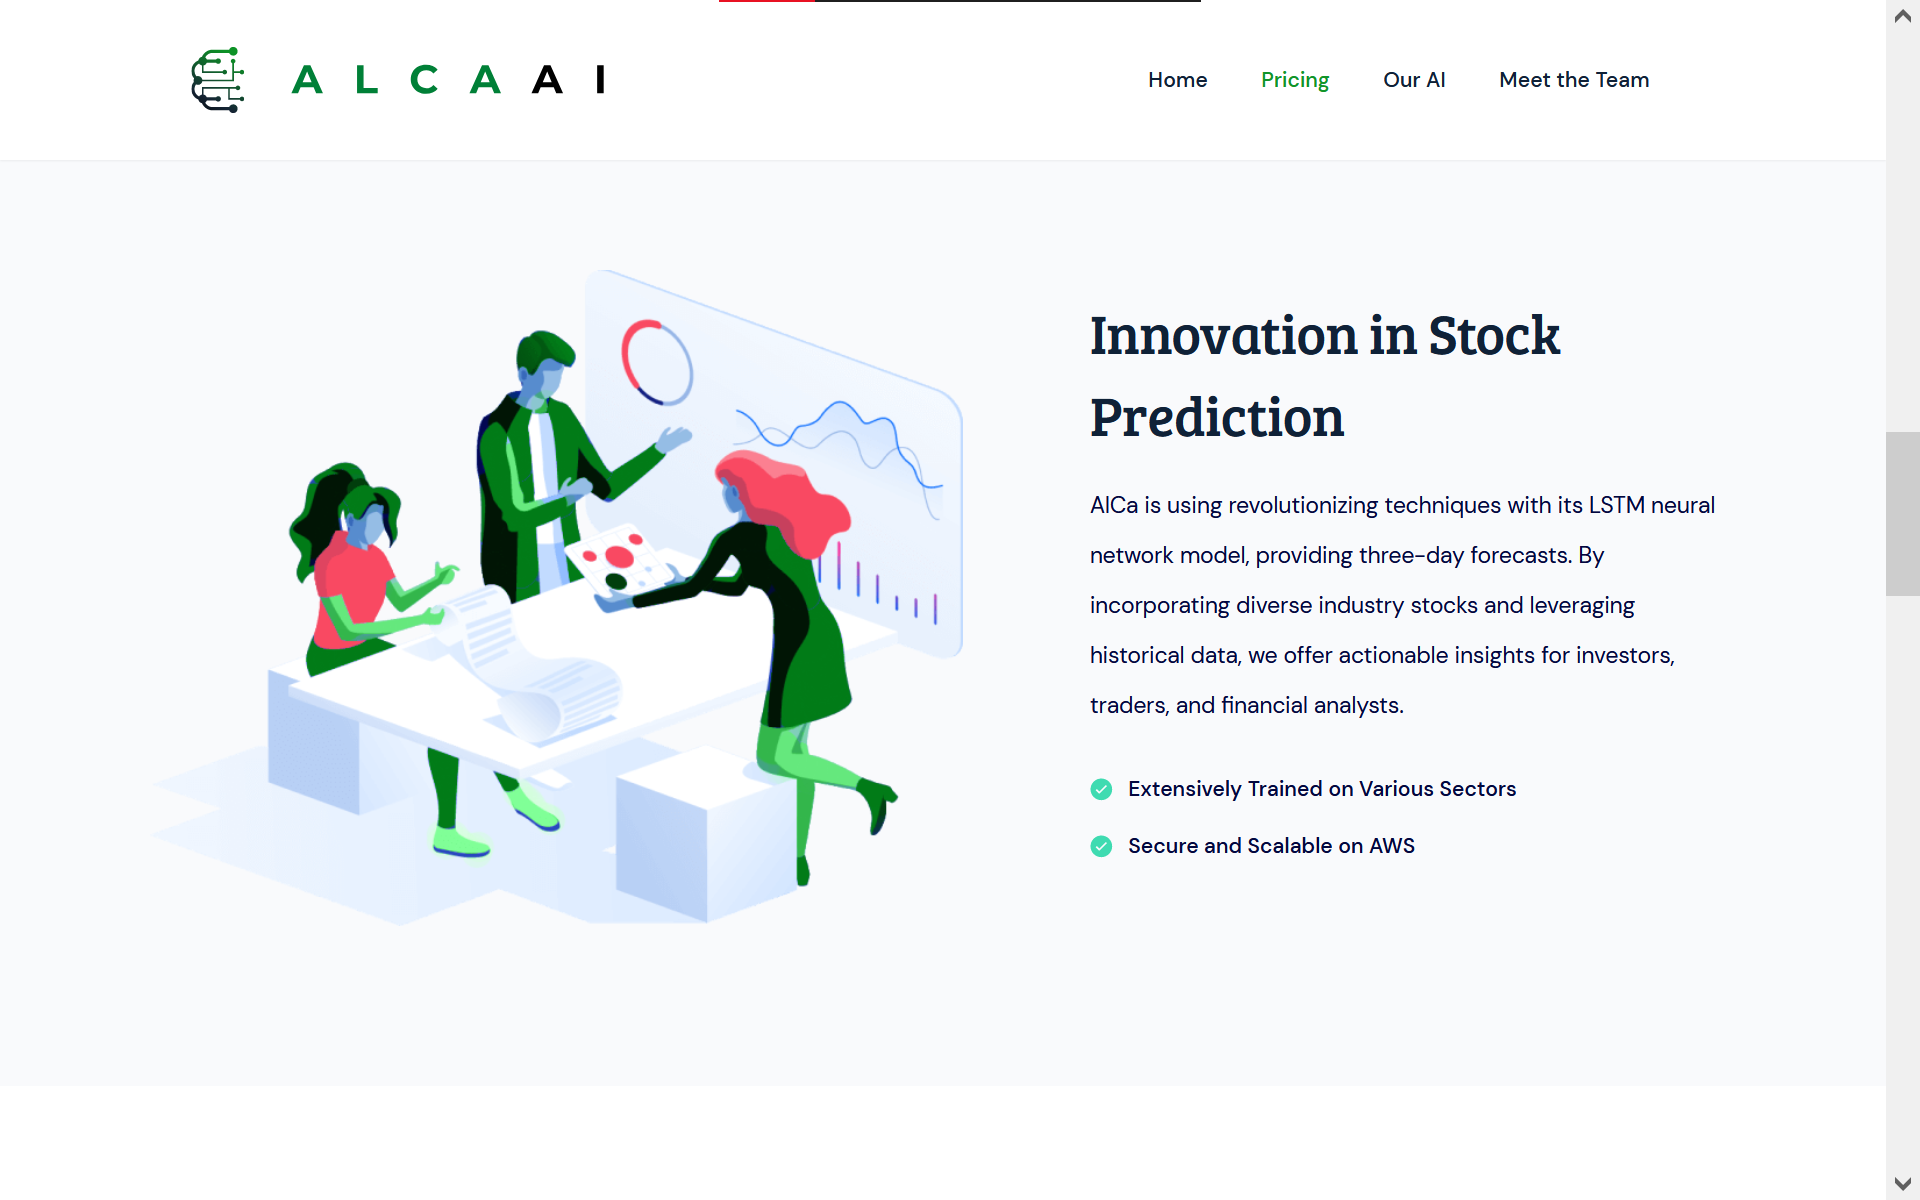 ALCAAI
Home Pricing Our AI Meet the Team
Innovation in Stock
Prediction
AlCa is using revolutionizing techniques with its LSTM neural
network model, providing three-day forecasts. By
incorporating diverse industry stocks and leveraging
historical data, we offer actionable insights for investors,
traders, and financial analysts.
Extensively Trained on Various Sectors
Secure and Scalable on AWS